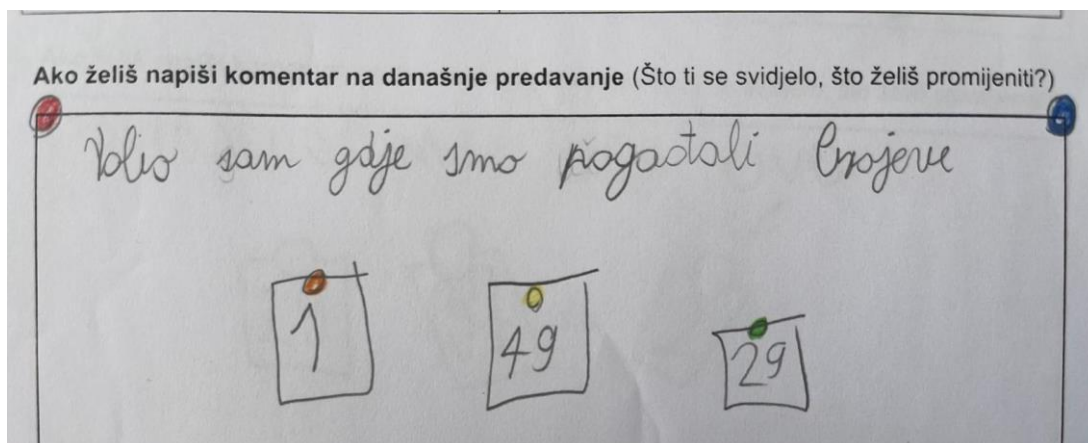 Ako želiš napiši komentar na današnje predavanje (Što ti se svidjelo, što želiš promijeniti?)
Volio sam gdje smo pogađali brojeve
1 49 29